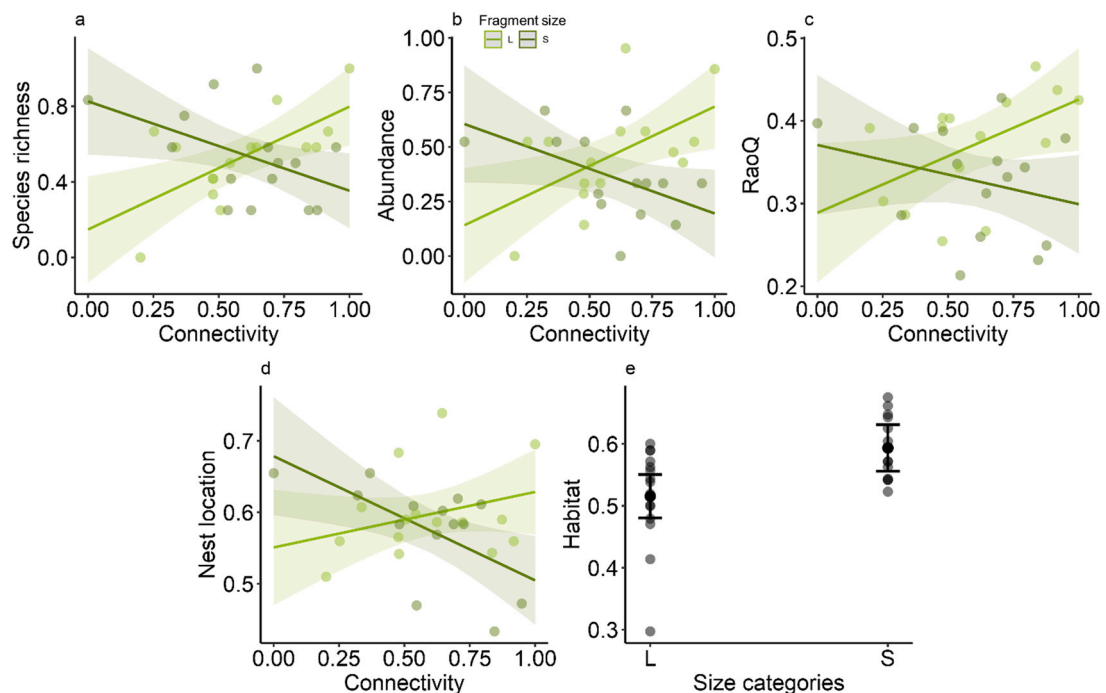 a
Species richness
0.8
0.4
0.0
0.00 0.25 0.50 0.75 1.00
Connectivity
b
Fragment size
L S
Abundance
1.00
0.75
0.50
0.25
0.00
0.00 0.25 0.50 0.75 1.00
Connectivity
c
RaoQ
0.5
0.4
0.3
0.2
0.00 0.25 0.50 0.75 1.00
Connectivity
d
Nest location
0.7
0.6
0.5
0.00 0.25 0.50 0.75 1.00
Connectivity
e
Habitat
0.6
0.5
0.4
0.3
L S
Size categories